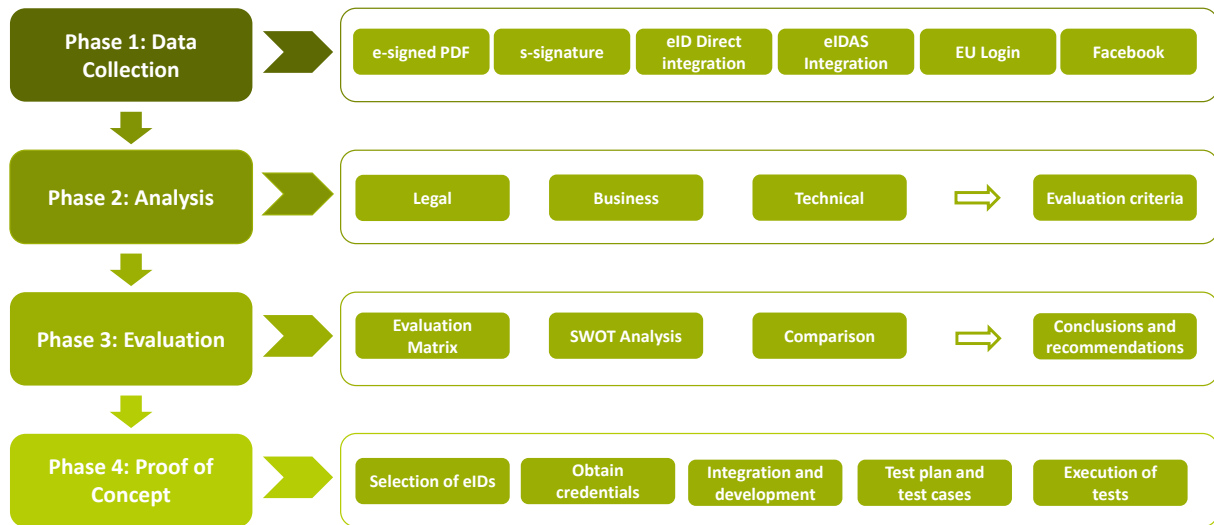 Phase 1: Data
Collection
e-signed PDF
s-signature
eID Direct
integration
eIDAS
Integration
EU Login
Facebook
Phase 2: Analysis
Legal
Business
Technical
Evaluation criteria
Phase 3: Evaluation
Evaluation
Matrix
SWOT Analysis
Comparison
Conclusions and
recommendations
Phase 4: Proof of
Concept
Selection of eIDs
Obtain
credentials
Integration and
development
Test plan and
test cases
Execution of
tests